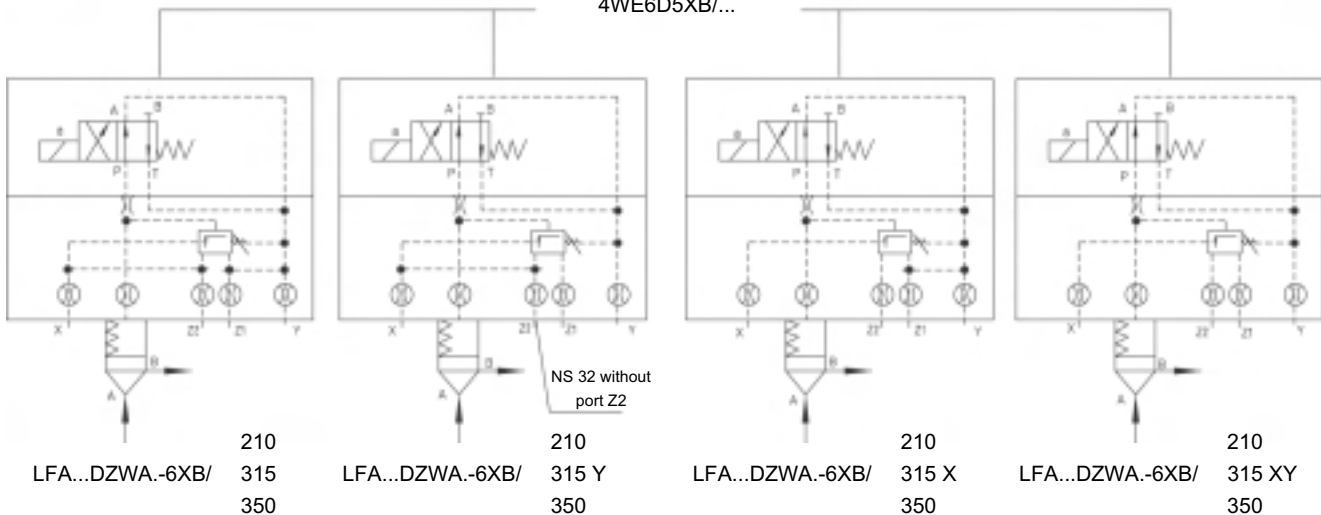 4WE6D5XB/...
A B A B A B A B
a a a a
P T P T P T P T
X Z2 Z1 Y X Z2 Z1 Y X Z2 Z1 Y X Z2 Z1 Y
B B B B
A A A A
NS 32 without
port Z2
210 210 210 210
LFA...DZWA.-6XB/ 315 LFA...DZWA.-6XB/ 315 Y LFA...DZWA.-6XB/ 315 X LFA...DZWA.-6XB/ 315 XY
350 350 350 350